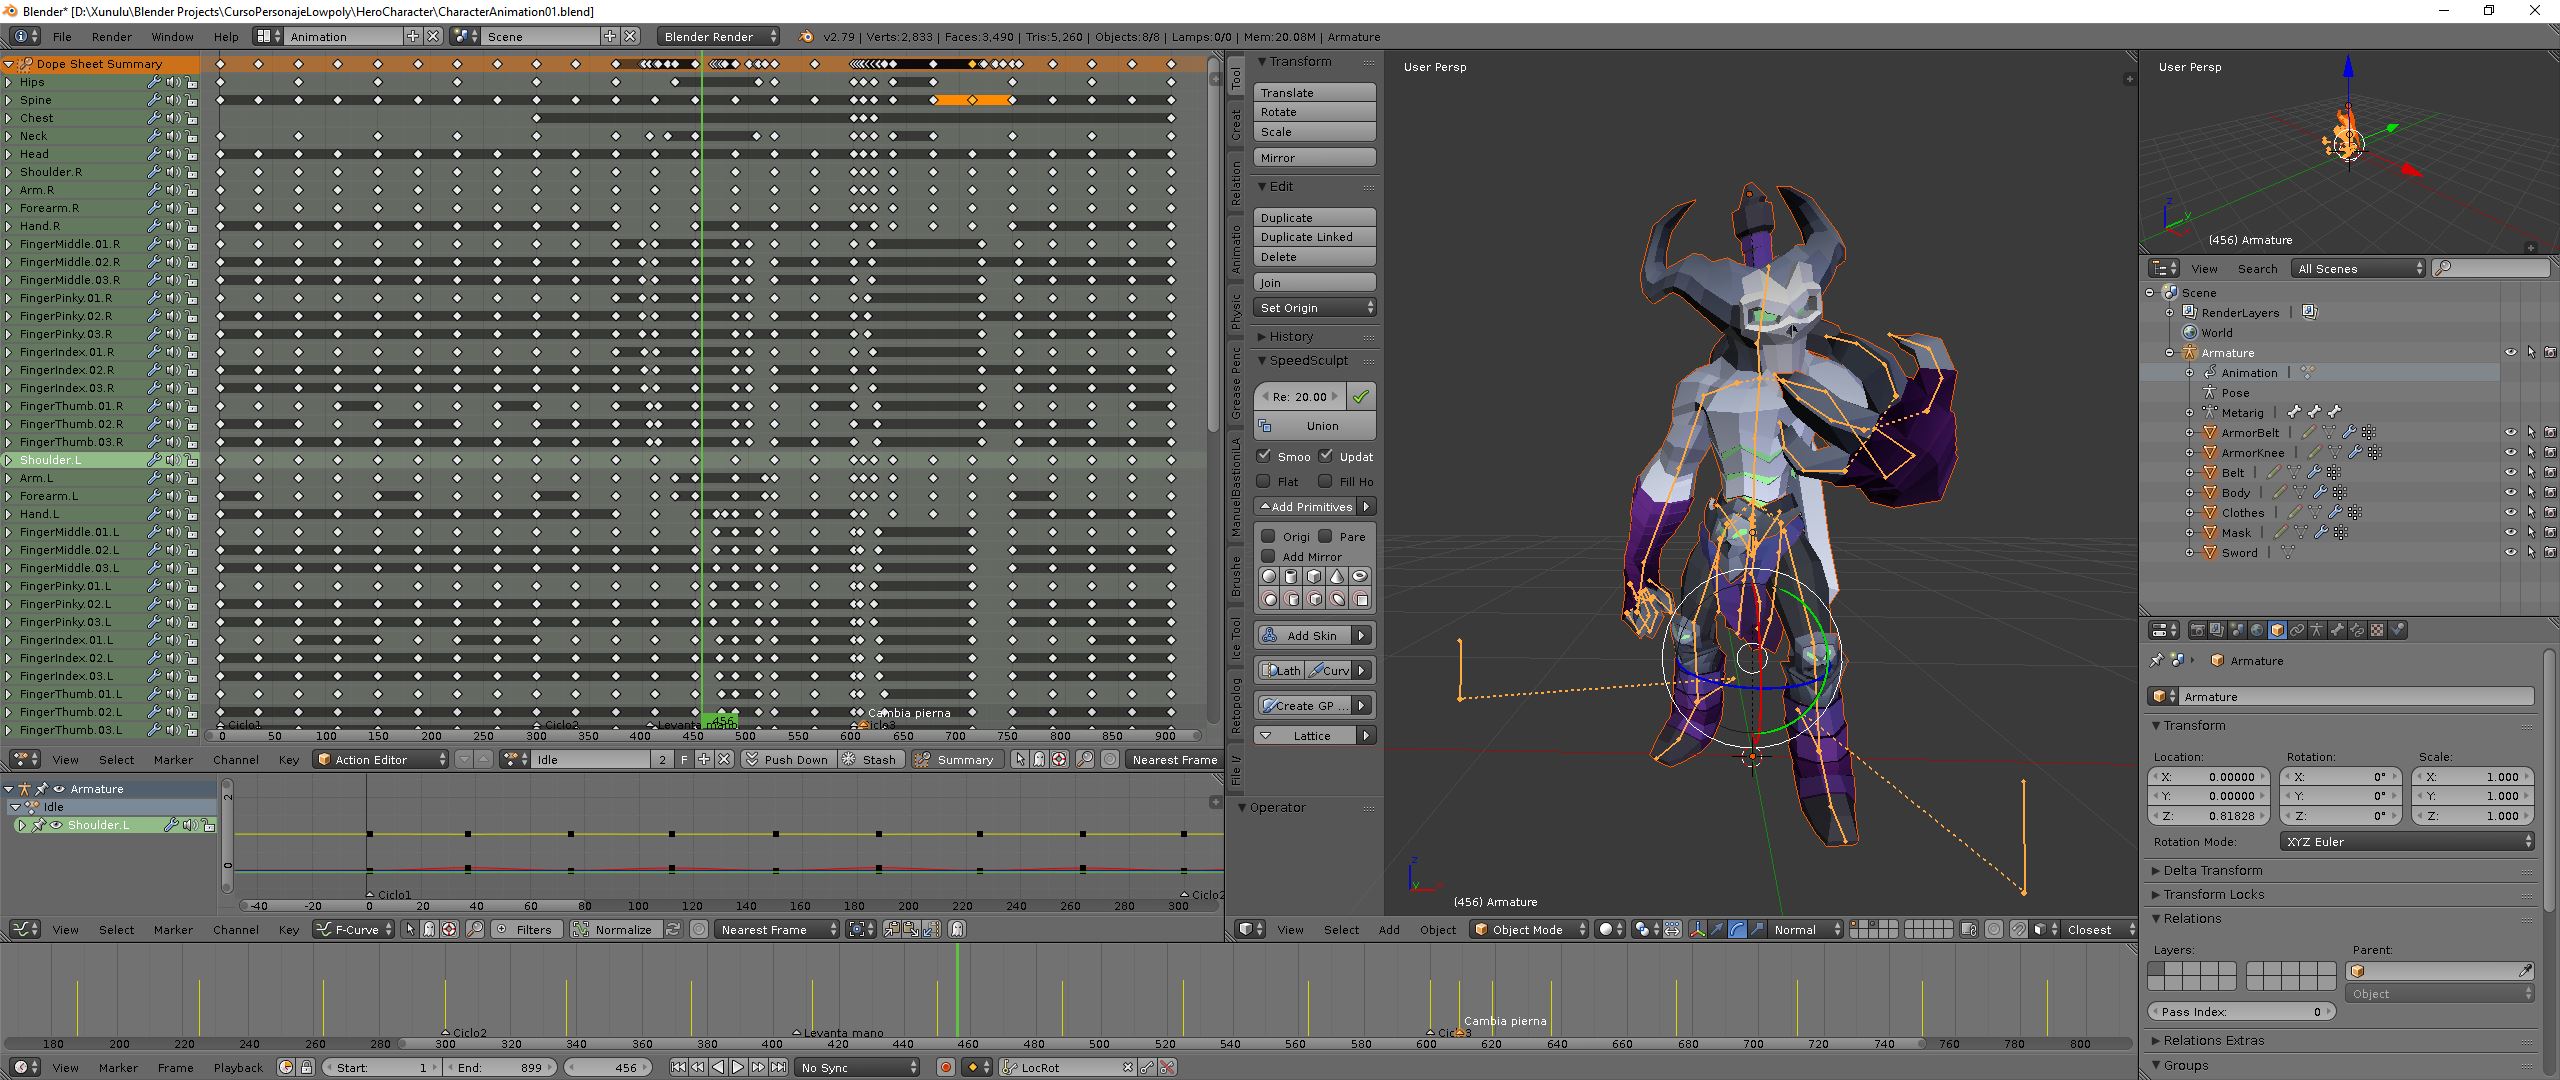 Blender* [D:\Xunulu\Blender Projects\CursoPersonajeLowpoly\HeroCharacter\CharacterAnimation01.blend]
File Render Window Help Animation Scene Blender Render v2.79 | Verts:2,833 | Faces:3,490 | Tris:5,260 | Objects:8/8 | Lamps:0/0 | Mem:20.08M | Armature
Dope Sheet Summary
Hips
Spine
Chest
Neck
Head
Shoulder.R
Arm.R
Forearm.R
Hand.R
FingerMiddle.01.R
FingerMiddle.02.R
FingerMiddle.03.R
FingerPinky.01.R
FingerPinky.02.R
FingerPinky.03.R
FingerIndex.01.R
FingerIndex.02.R
FingerIndex.03.R
FingerThumb.01.R
FingerThumb.02.R
FingerThumb.03.R
Shoulder.L
Arm.L
Forearm.L
Hand.L
FingerMiddle.01.L
FingerMiddle.02.L
FingerMiddle.03.L
FingerPinky.01.L
FingerPinky.02.L
FingerPinky.03.L
FingerIndex.01.L
FingerIndex.02.L
FingerIndex.03.L
FingerThumb.01.L
FingerThumb.02.L
FingerThumb.03.L
Cambia pierna
Ciclo1 Ciclo2 Levanta mano 456
0 50 100 150 200 250 300 350 400 450 500 550 600 650 700 750 800 850 900
View Select Marker Channel Key Action Editor Idle 2 F Push Down Stash Summary Nearest Frame
Armature
Idle
Shoulder.L
2
0
Ciclo1 Ciclo2
-40 -20 0 20 40 60 80 100 120 140 160 180 200 220 240 260 280 300
View Select Marker Channel Key F-Curve Filters Normalize Nearest Frame
Tool
Creat
Relation
Animatio
Physic
Grease Penc
ManuelBastioniLA
Brushe
Ice Tool
Retopolog
File I/
Transform
Translate
Rotate
Scale
Mirror
Edit
Duplicate
Duplicate Linked
Delete
Join
Set Origin
History
SpeedSculpt
Re: 20.00
Union
Smoo Updat
Flat Fill Ho
Add Primitives
Origi Pare
Add Mirror
Add Skin
Lath Curv
Create GP ...
Lattice
Operator
User Persp
(456) Armature
View Select Add Object Object Mode Normal Closest
User Persp
(456) Armature
View Search All Scenes
Scene
RenderLayers
World
Armature
Animation
Pose
Metarig
ArmorBelt
ArmorKnee
Belt
Body
Clothes
Mask
Sword
Armature
Armature
Transform
Location: Rotation: Scale:
X: 0.00000 X: 0° X: 1.000
Y: 0.00000 Y: 0° Y: 1.000
Z: 0.81828 Z: 0° Z: 1.000
Rotation Mode: XYZ Euler
Delta Transform
Transform Locks
Relations
Layers: Parent:
Object
Pass Index: 0
Relations Extras
Groups
Cambia pierna
Ciclo2 Levanta mano
180 200 220 240 260 280 300 320 340 360 380 400 420 440 460 480 500 520 540 560 580 600 620 640 660 680 700 720 740 760 780 800
View Marker Frame Playback Start: 1 End: 899 456 No Sync LocRot